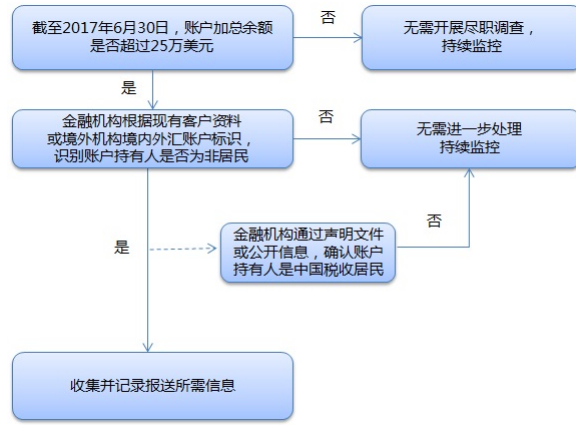 截至2017年6月30日，账户加总余额
是否超过25万美元
否
无需开展尽职调查，
持续监控
是
金融机构根据现有客户资料
或境外机构境内外汇账户标识，
识别账户持有人是否为非居民
否
无需进一步处理
持续监控
是
金融机构通过声明文件
或公开信息，确认账户
持有人是中国税收居民
否
收集并记录报送所需信息